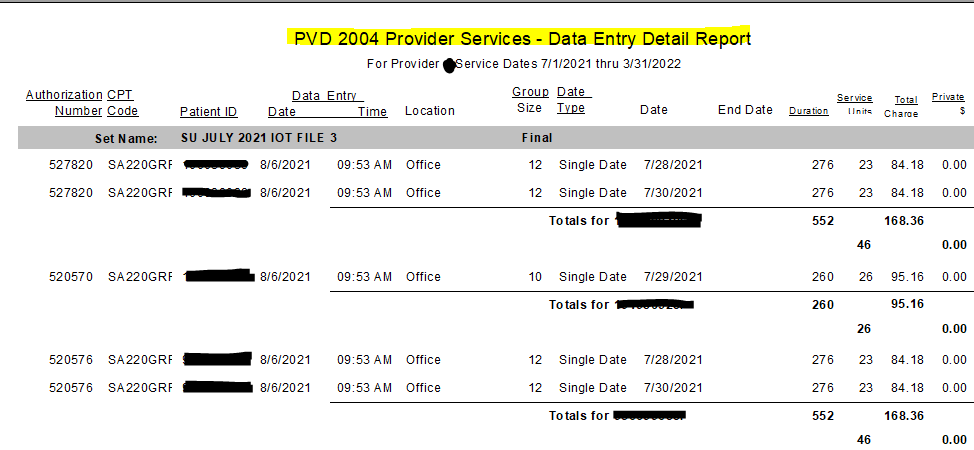 PVD 2004 Provider Services - Data Entry Detail Report
For Provider Service Dates 7/1/2021 thru 3/31/2022
Authorization CPT Data Entry Group Date Service Total Private
Number Code Patient ID Date Time Location Size Type Date End Date Duration Units Charge $
Set Name: SU JULY 2021 IOT FILE 3 Final
527820 SA220GRF 8/6/2021 09:53 AM Office 12 Single Date 7/28/2021 276 23 84.18 0.00
527820 SA220GRF 8/6/2021 09:53 AM Office 12 Single Date 7/30/2021 276 23 84.18 0.00
Totals for 552 168.36
46 0.00
520570 SA220GRF 8/6/2021 09:53 AM Office 10 Single Date 7/29/2021 260 26 95.16 0.00
Totals for 260 95.16
26 0.00
520576 SA220GRF 8/6/2021 09:53 AM Office 12 Single Date 7/28/2021 276 23 84.18 0.00
520576 SA220GRF 8/6/2021 09:53 AM Office 12 Single Date 7/30/2021 276 23 84.18 0.00
Totals for 552 168.36
46 0.00